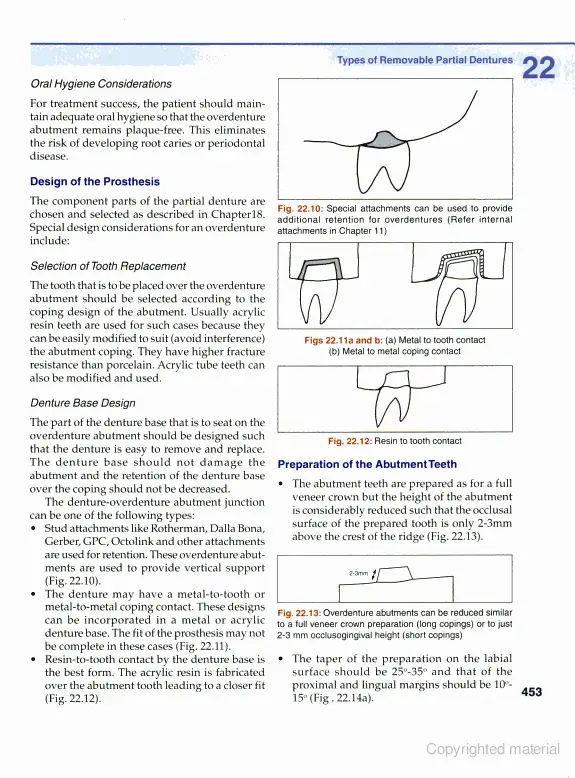 Types of Removable Partial Dentures 22
Oral Hygiene Considerations
For treatment success, the patient should main-
tain adequate oral hygiene so that the overdenture
abutment remains plaque-free. This eliminates
the risk of developing root caries or periodontal
disease.
Design of the Prosthesis
The component parts of the partial denture are
chosen and selected as described in Chapter18.
Special design considerations for an overdenture
include:
Selection of Tooth Replacement
The tooth that is to be placed over the overdenture
abutment should be selected according to the
coping design of the abutment. Usually acrylic
resin teeth are used for such cases because they
can be easily modified to suit (avoid interference)
the abutment coping. They have higher fracture
resistance than porcelain. Acrylic tube teeth can
also be modified and used.
Denture Base Design
The part of the denture base that is to seat on the
overdenture abutment should be designed such
that the denture is easy to remove and replace.
The denture base should not damage the
abutment and the retention of the denture base
over the coping should not be decreased.
The denture-overdenture abutment junction
can be one of the following types:
• Stud attachments like Rotherman, Dalla Bona,
Gerber, GPC, Octolink and other attachments
are used for retention. These overdenture abut-
ments are used to provide vertical support
(Fig. 22.10).
• The denture may have a metal-to-tooth or
metal-to-metal coping contact. These designs
can be incorporated in a metal or acrylic
denture base. The fit of the prosthesis may not
be complete in these cases (Fig. 22.11).
• Resin-to-tooth contact by the denture base is
the best form. The acrylic resin is fabricated
over the abutment tooth leading to a closer fit
(Fig. 22.12).
Fig. 22.10: Special attachments can be used to provide
additional retention for overdentures (Refer internal
attachments in Chapter 11)
Figs 22.11a and b: (a) Metal to tooth contact
(b) Metal to metal coping contact
Fig. 22.12: Resin to tooth contact
Preparation of the Abutment Teeth
• The abutment teeth are prepared as for a full
veneer crown but the height of the abutment
is considerably reduced such that the occlusal
surface of the prepared tooth is only 2-3mm
above the crest of the ridge (Fig. 22.13).
2-3mm
Fig. 22.13: Overdenture abutments can be reduced similar
to a full veneer crown preparation (long copings) or to just
2-3 mm occlusogingival height (short copings)
• The taper of the preparation on the labial
surface should be 25°-35° and that of the
proximal and lingual margins should be 10°-
15° (Fig . 22.14a).
453
Copyrighted material